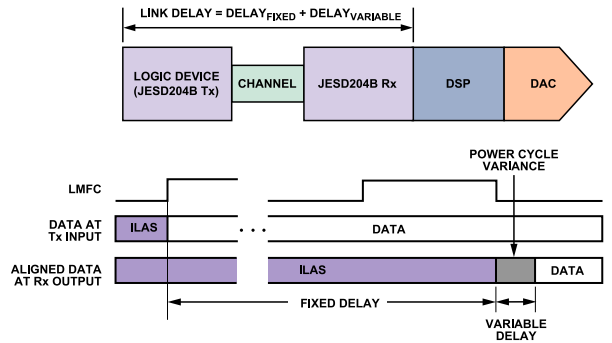 LINK DELAY = DELAYFIXED + DELAYVARIABLE
LOGIC DEVICE
(JESD204B Tx)
CHANNEL
JESD204B Rx
DSP
DAC
POWER CYCLE
VARIANCE
LMFC
DATA AT
Tx INPUT
ILAS
. . .
DATA
ALIGNED DATA
AT Rx OUTPUT
ILAS
DATA
FIXED DELAY
VARIABLE
DELAY